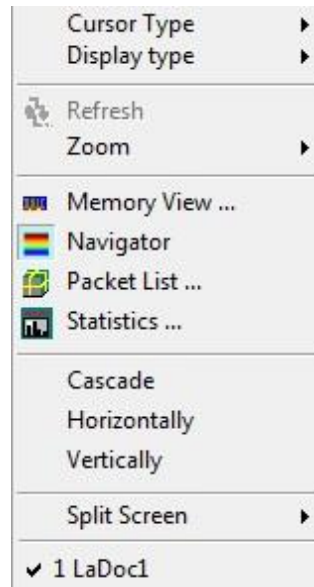 Cursor Type
Display type
Refresh
Zoom
Memory View ...
Navigator
Packet List ...
Statistics ...
Cascade
Horizontally
Vertically
Split Screen
1 LaDoc1